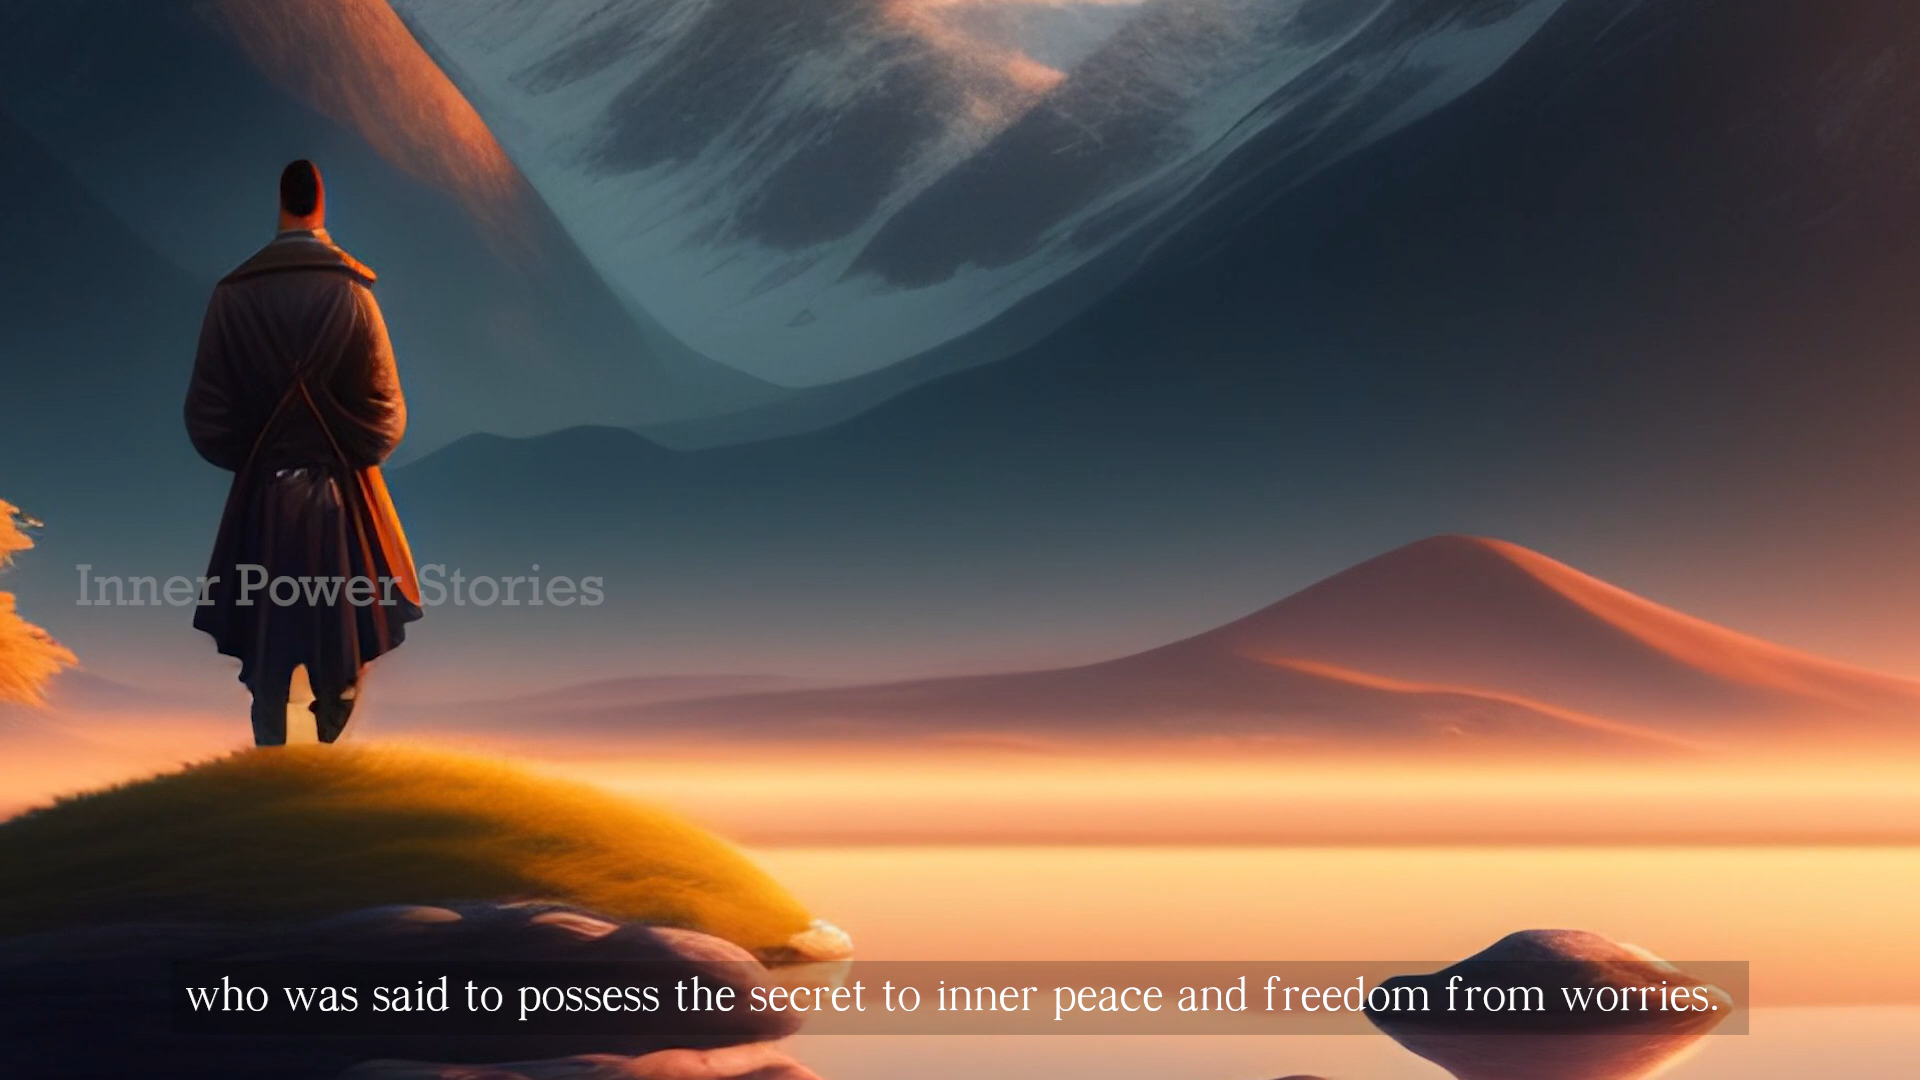 Inner Power Stories
who was said to possess the secret to inner peace and freedom from worries.